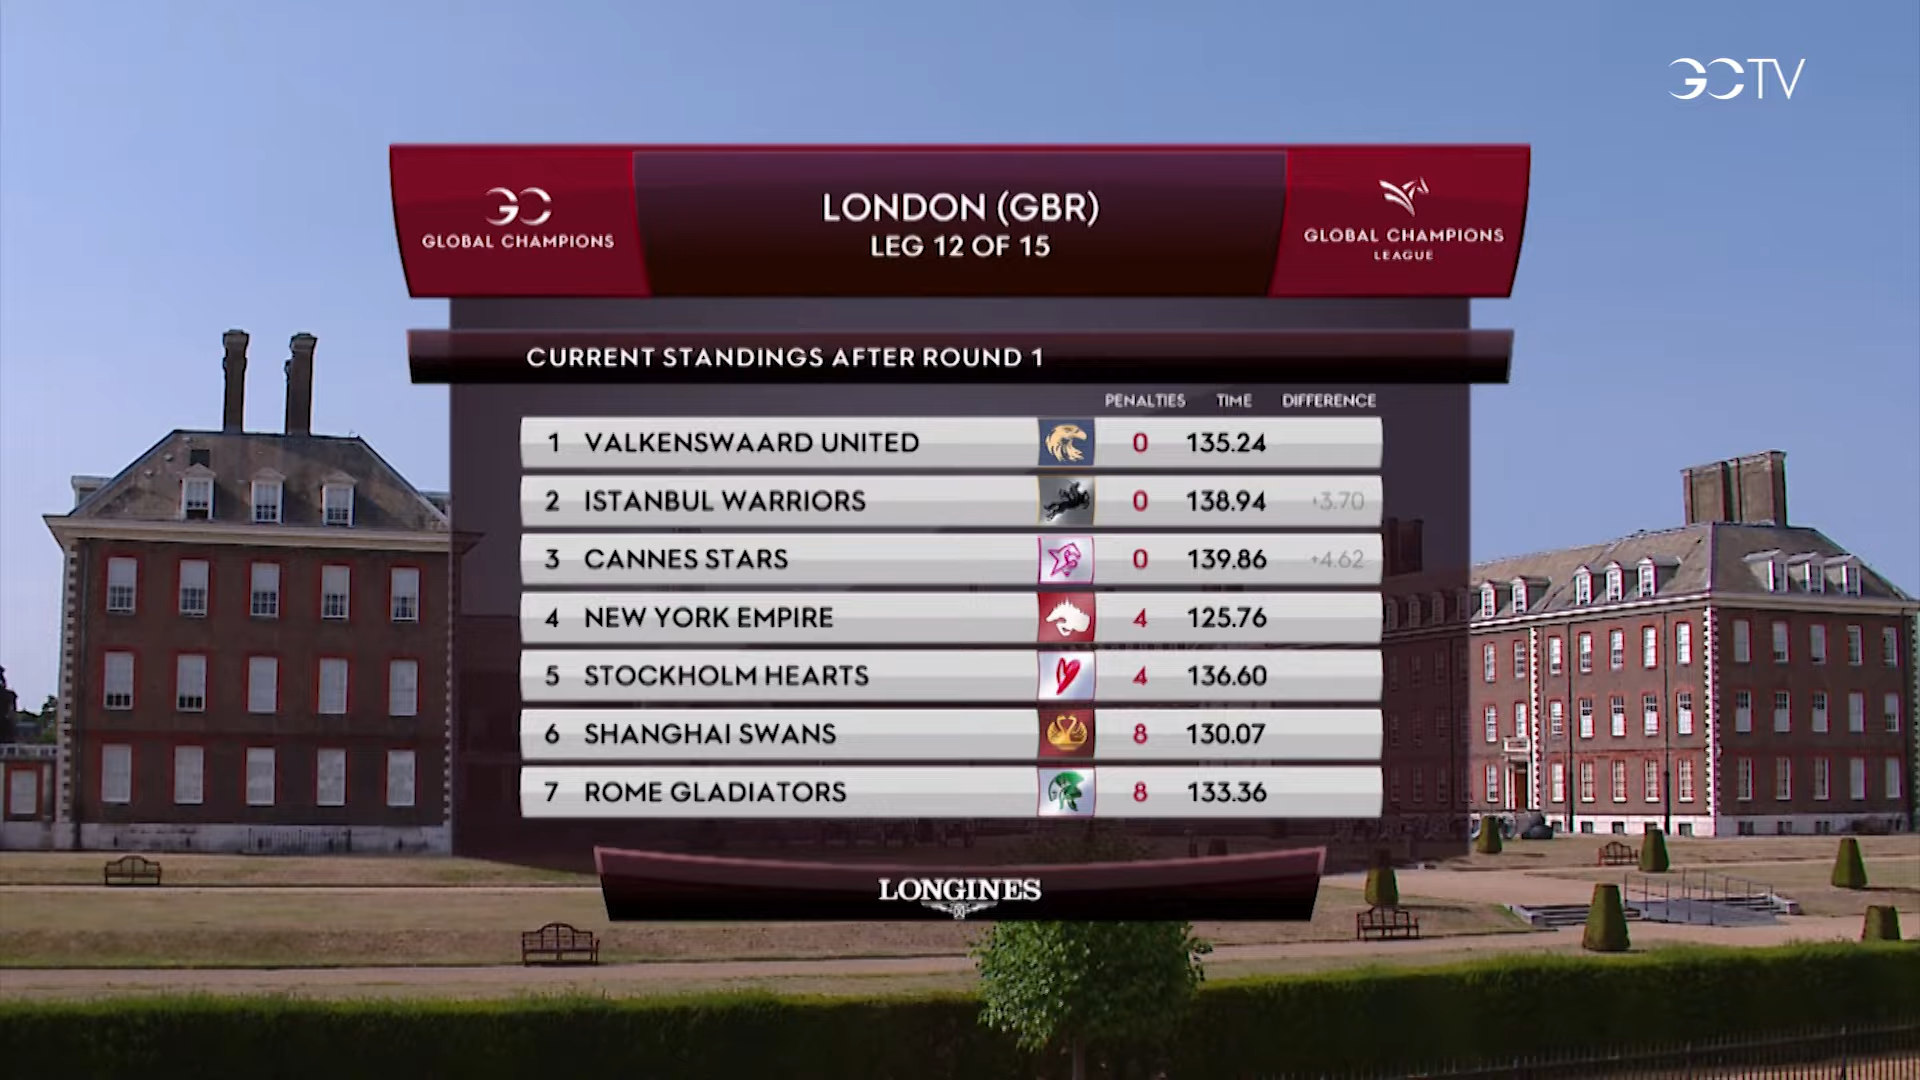 GCTV
GLOBAL CHAMPIONS
LONDON (GBR)
LEG 12 OF 15
GLOBAL CHAMPIONS
LEAGUE
CURRENT STANDINGS AFTER ROUND 1
PENALTIES TIME DIFFERENCE
1 VALKENSWAARD UNITED 0 135.24
2 ISTANBUL WARRIORS 0 138.94 +3.70
3 CANNES STARS 0 139.86 +4.62
4 NEW YORK EMPIRE 4 125.76
5 STOCKHOLM HEARTS 4 136.60
6 SHANGHAI SWANS 8 130.07
7 ROME GLADIATORS 8 133.36
LONGINES